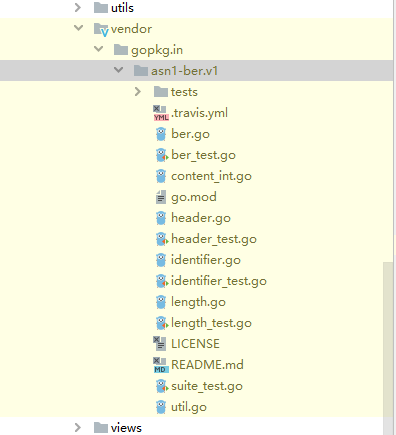 utils
vendor
gopkg.in
asn1-ber.v1
tests
.travis.yml
ber.go
ber_test.go
content_int.go
go.mod
header.go
header_test.go
identifier.go
identifier_test.go
length.go
length_test.go
LICENSE
README.md
suite_test.go
util.go
views